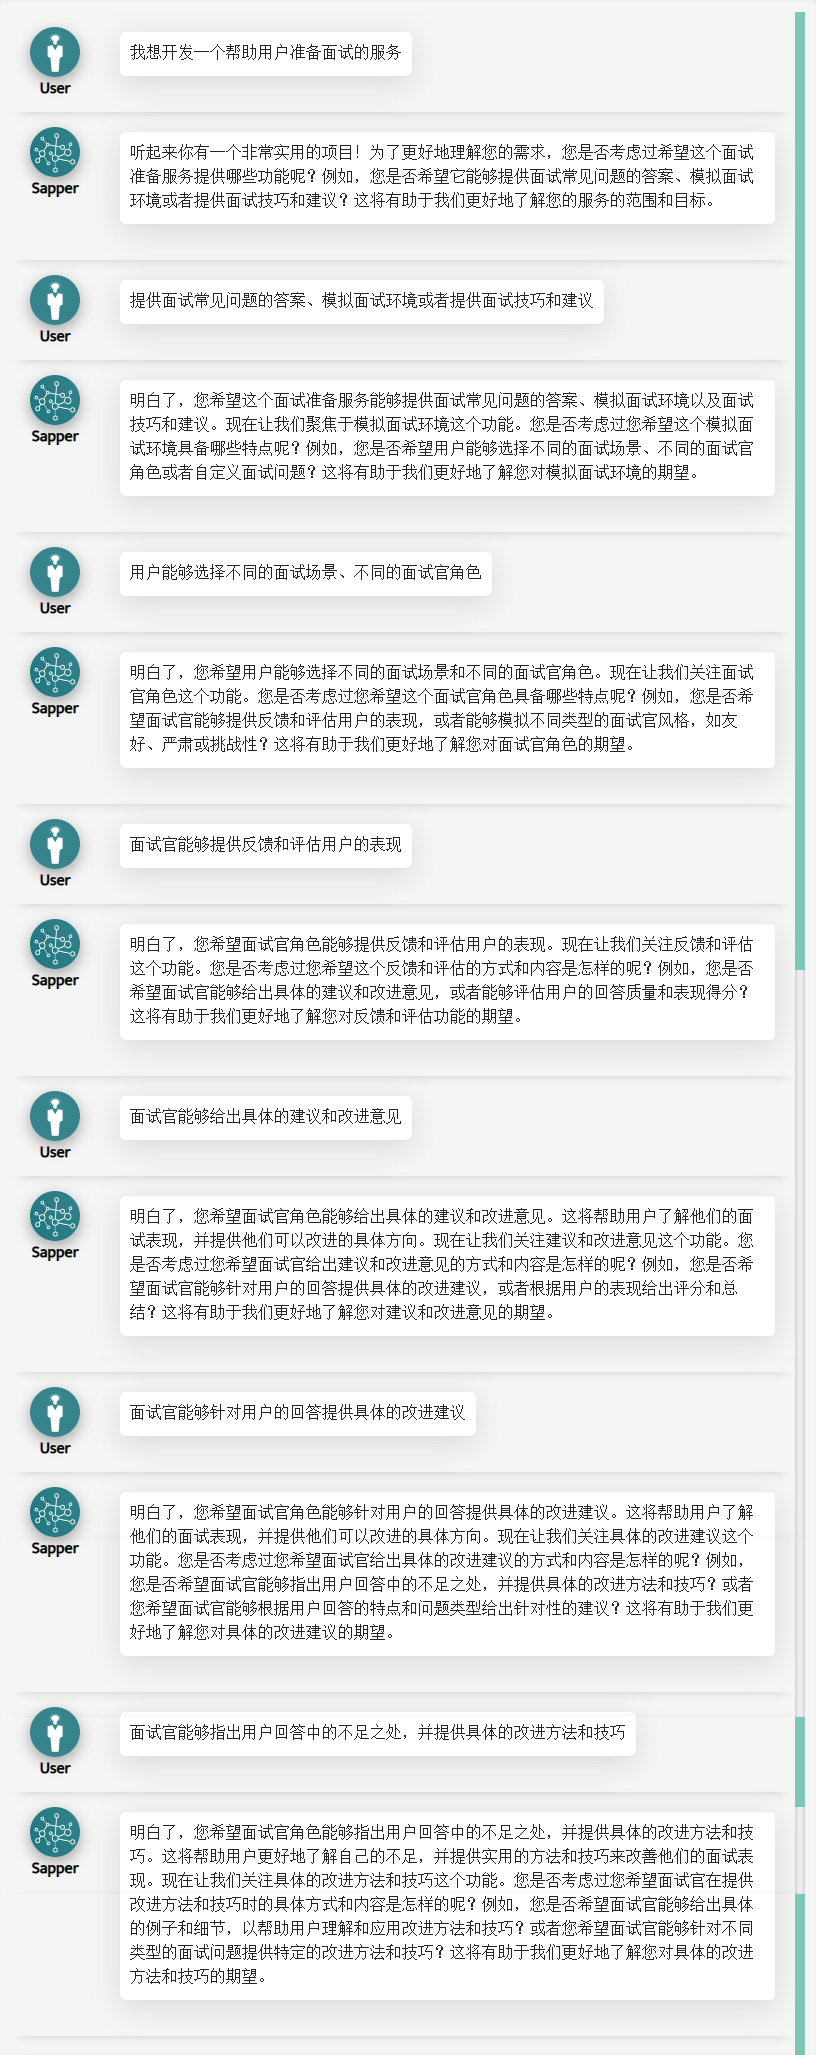 我想开发一个帮助用户准备面试的服务
User
听起来你有一个非常实用的项目！为了更好地理解您的需求，您是否考虑过希望这个面试
准备服务提供哪些功能呢？例如，您是否希望它能够提供面试常见问题的答案、模拟面试
环境或者提供面试技巧和建议？这将有助于我们更好地了解您的服务的范围和目标。
Sapper
提供面试常见问题的答案、模拟面试环境或者提供面试技巧和建议
User
明白了，您希望这个面试准备服务能够提供面试常见问题的答案、模拟面试环境以及面试
技巧和建议。现在让我们聚焦于模拟面试环境这个功能。您是否考虑过您希望这个模拟面
试环境具备哪些特点呢？例如，您是否希望用户能够选择不同的面试场景、不同的面试官
角色或者自定义面试问题？这将有助于我们更好地了解您对模拟面试环境的期望。
Sapper
用户能够选择不同的面试场景、不同的面试官角色
User
明白了，您希望用户能够选择不同的面试场景和不同的面试官角色。现在让我们关注面试
官角色这个功能。您是否考虑过您希望这个面试官角色具备哪些特点呢？例如，您是否希
望面试官能够提供反馈和评估用户的表现，或者能够模拟不同类型的面试官风格，如友
好、严肃或挑战性？这将有助于我们更好地了解您对面试官角色的期望。
Sapper
面试官能够提供反馈和评估用户的表现
User
明白了，您希望面试官角色能够提供反馈和评估用户的表现。现在让我们关注反馈和评估
这个功能。您是否考虑过您希望这个反馈和评估的方式和内容是怎样的呢？例如，您是否
希望面试官能够给出具体的建议和改进意见，或者能够评估用户的回答质量和表现得分？
这将有助于我们更好地了解您对反馈和评估功能的期望。
Sapper
面试官能够给出具体的建议和改进意见
User
明白了，您希望面试官角色能够给出具体的建议和改进意见。这将帮助用户了解他们的面
试表现，并提供他们可以改进的具体方向。现在让我们关注建议和改进意见这个功能。您
是否考虑过您希望面试官给出建议和改进意见的方式和内容是怎样的呢？例如，您是否希
望面试官能够针对用户的回答提供具体的改进建议，或者根据用户的表现给出评分和总
结？这将有助于我们更好地了解您对建议和改进意见的期望。
Sapper
面试官能够针对用户的回答提供具体的改进建议
User
明白了，您希望面试官角色能够针对用户的回答提供具体的改进建议。这将帮助用户了解
他们的面试表现，并提供他们可以改进的具体方向。现在让我们关注具体的改进建议这个
功能。您是否考虑过您希望面试官给出具体的改进建议的方式和内容是怎样的呢？例如，
您是否希望面试官能够指出用户回答中的不足之处，并提供具体的改进方法和技巧？或者
您希望面试官能够根据用户回答的特点和问题类型给出针对性的建议？这将有助于我们更
好地了解您对具体的改进建议的期望。
Sapper
面试官能够指出用户回答中的不足之处，并提供具体的改进方法和技巧
User
明白了，您希望面试官角色能够指出用户回答中的不足之处，并提供具体的改进方法和技
巧。这将帮助用户更好地了解自己的不足，并提供实用的方法和技巧来改善他们的面试表
现。现在让我们关注具体的改进方法和技巧这个功能。您是否考虑过您希望面试官在提供
改进方法和技巧时的具体方式和内容是怎样的呢？例如，您是否希望面试官能够给出具体
的例子和细节，以帮助用户理解和应用改进方法和技巧？或者您希望面试官能够针对不同
类型的面试问题提供特定的改进方法和技巧？这将有助于我们更好地了解您对具体的改进
方法和技巧的期望。
Sapper